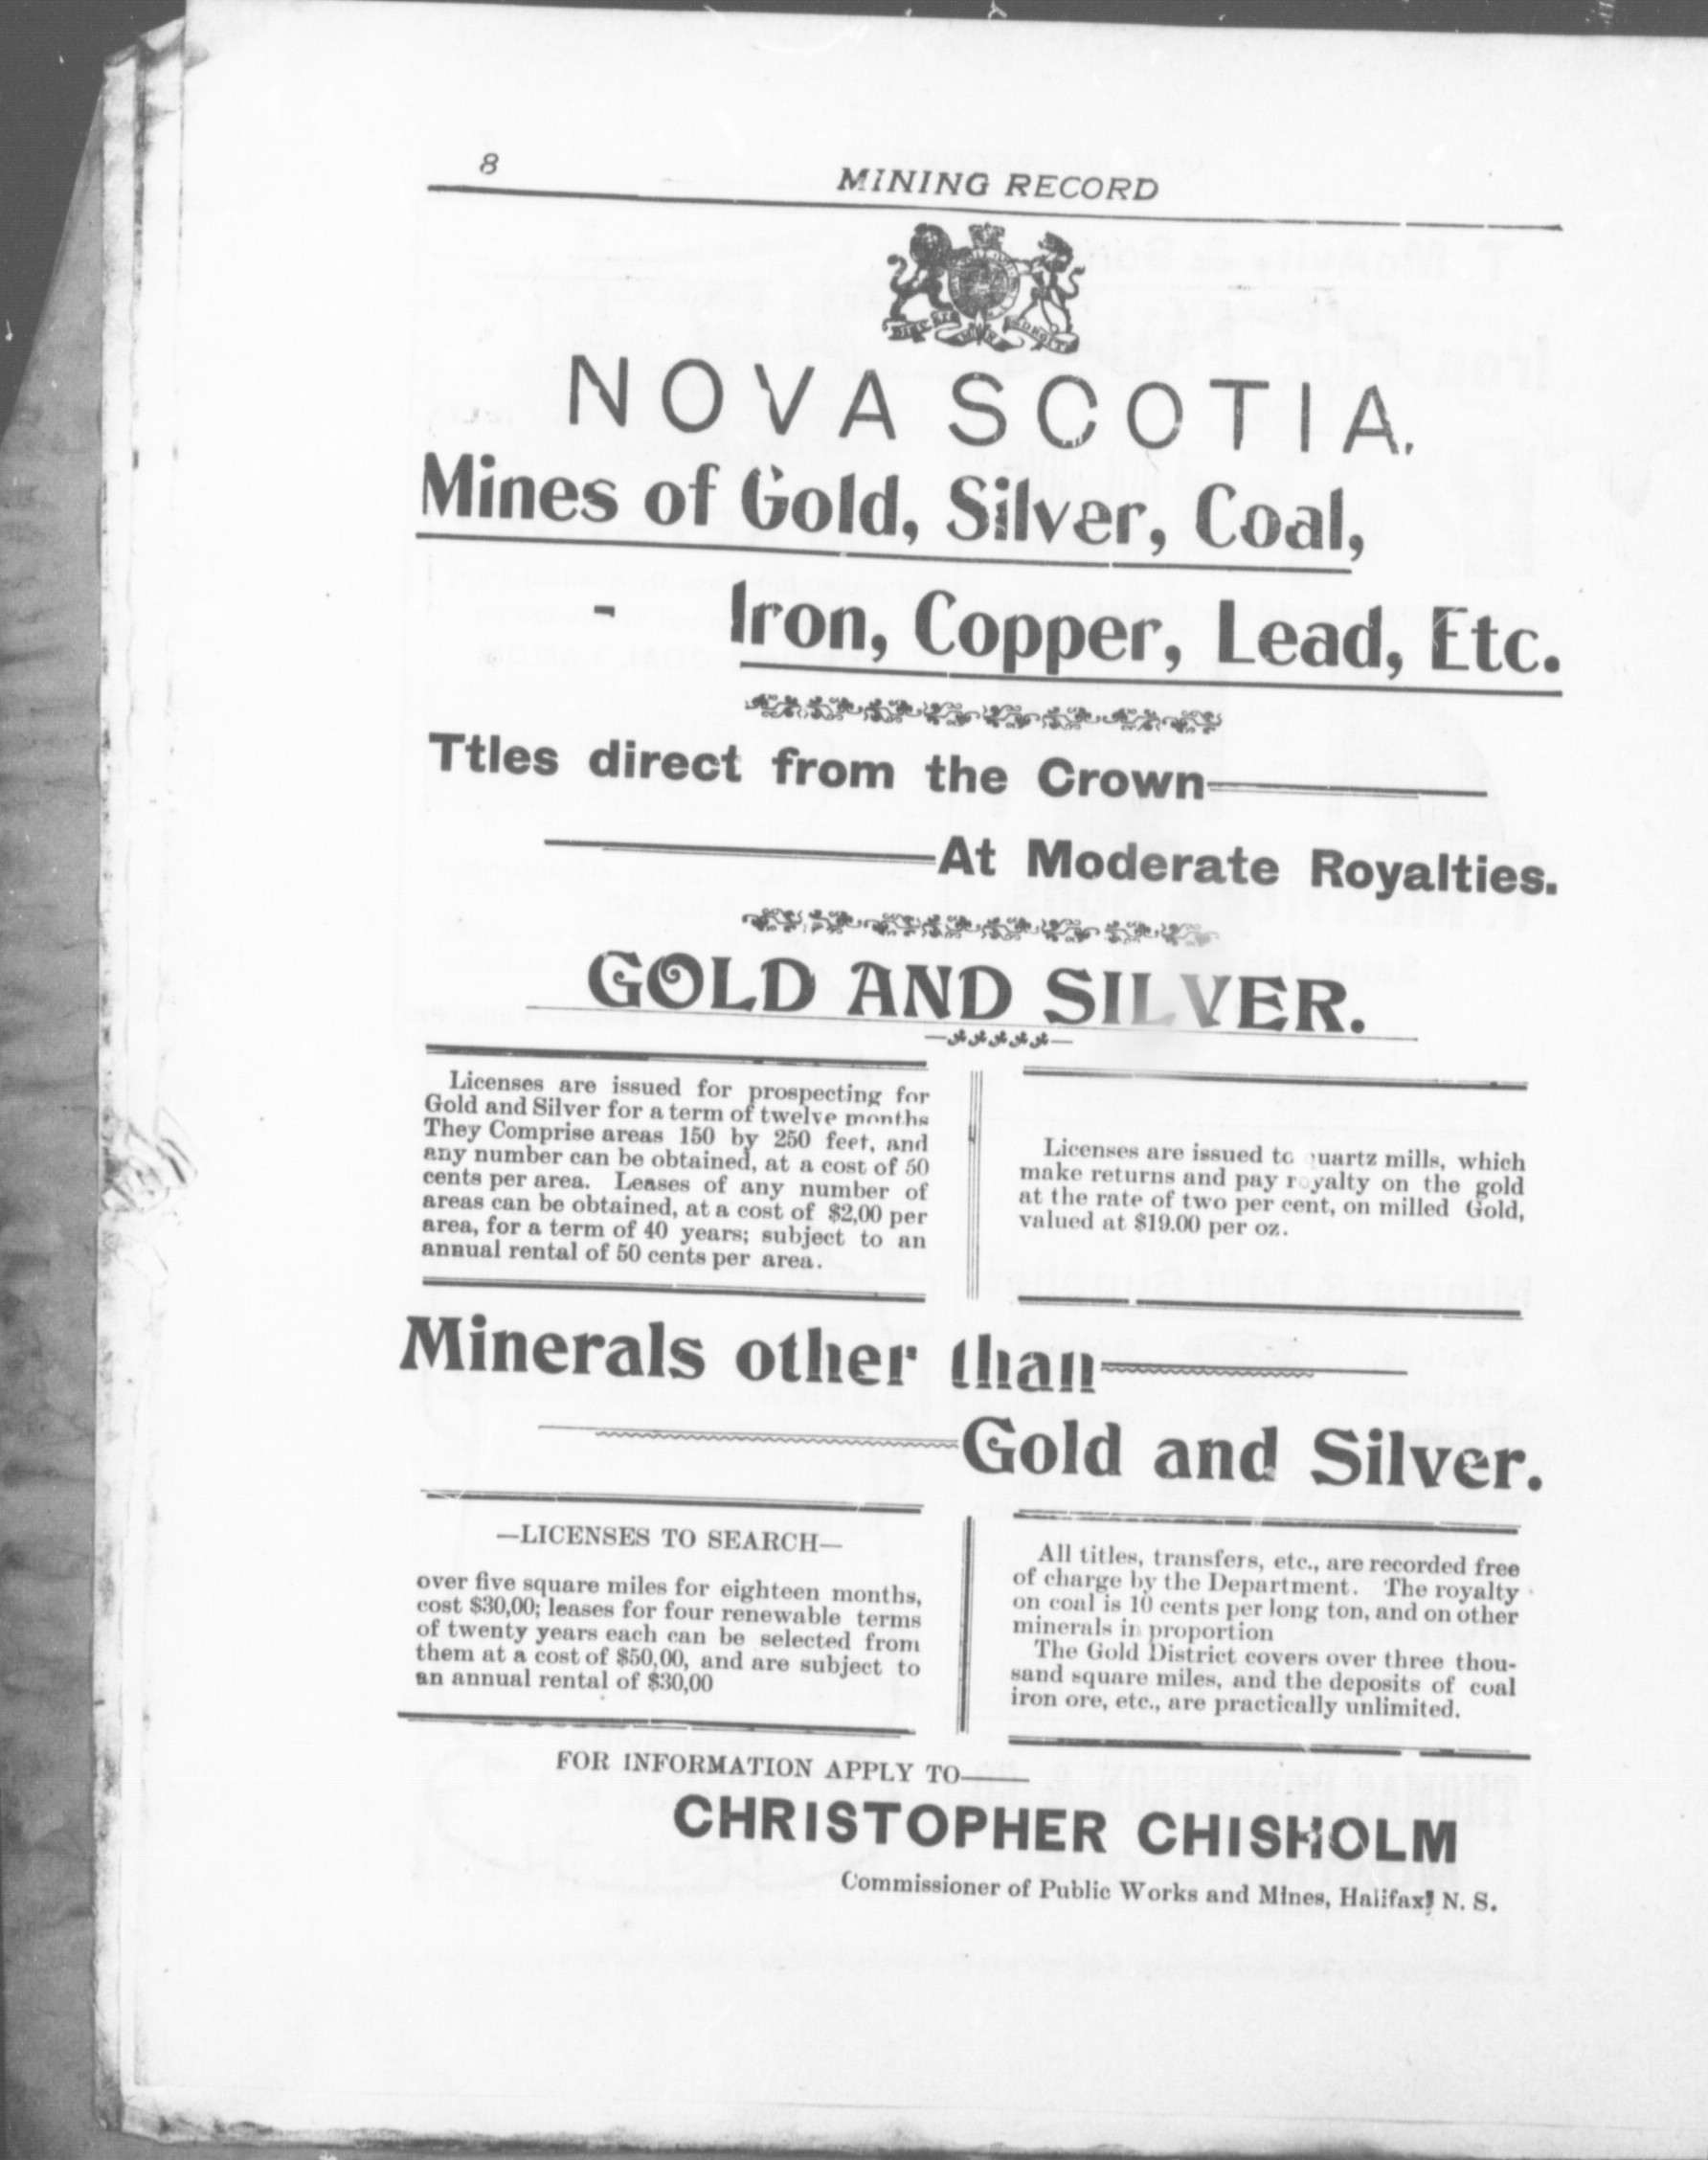 8
MINING RECORD
DIEU ET MON DROIT
NOVA SCOTIA.
Mines of Gold, Silver, Coal,
- Iron, Copper, Lead, Etc.
Ttles direct from the Crown
At Moderate Royalties.
GOLD AND SILVER.
Licenses are issued for prospecting for
Gold and Silver for a term of twelve months
They Comprise areas 150 by 250 feet, and
any number can be obtained, at a cost of 50
cents per area. Leases of any number of
areas can be obtained, at a cost of $2,00 per
area, for a term of 40 years; subject to an
annual rental of 50 cents per area.
Licenses are issued to quartz mills, which
make returns and pay royalty on the gold
at the rate of two per cent, on milled Gold,
valued at $19.00 per oz.
Minerals other than
Gold and Silver.
—LICENSES TO SEARCH—
over five square miles for eighteen months,
cost $30,00; leases for four renewable terms
of twenty years each can be selected from
them at a cost of $50,00, and are subject to
an annual rental of $30,00
All titles, transfers, etc., are recorded free
of charge by the Department. The royalty
on coal is 10 cents per long ton, and on other
minerals in proportion
The Gold District covers over three thou-
sand square miles, and the deposits of coal
iron ore, etc., are practically unlimited.
FOR INFORMATION APPLY TO—
CHRISTOPHER CHISHOLM
Commissioner of Public Works and Mines, Halifax, N. S.